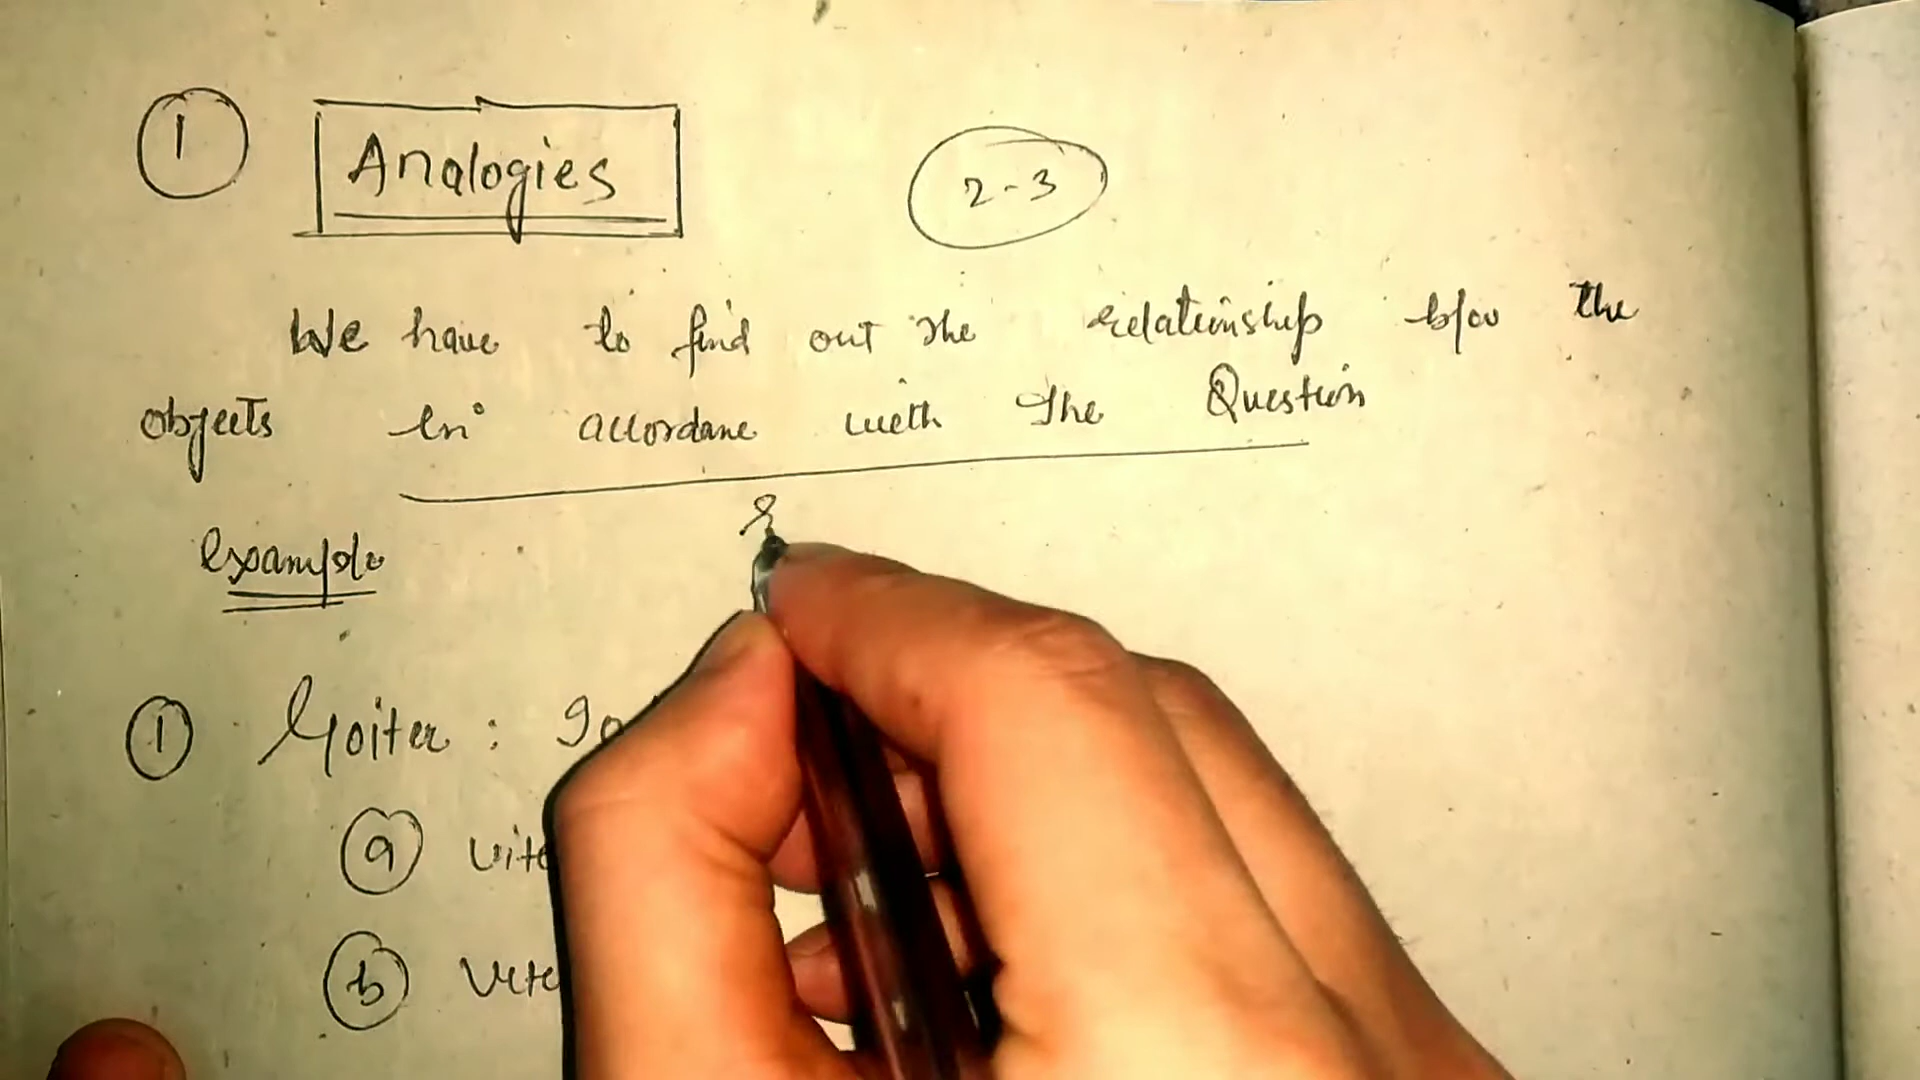 1 Analogies 2-3
We have to find out the relationship b/w the
objects in accordane with the Question
Example
1 Goiter :
a
b